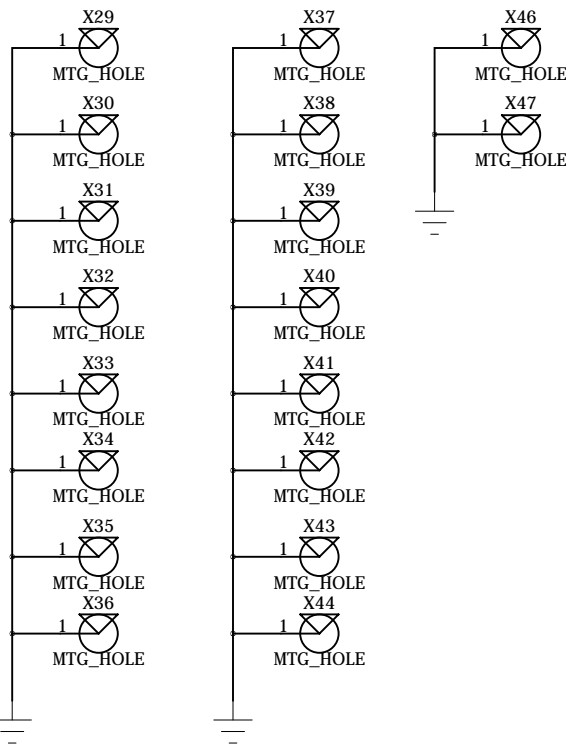 X29
1
MTG_HOLE
X30
1
MTG_HOLE
X31
1
MTG_HOLE
X32
1
MTG_HOLE
X33
1
MTG_HOLE
X34
1
MTG_HOLE
X35
1
MTG_HOLE
X36
1
MTG_HOLE
X37
1
MTG_HOLE
X38
1
MTG_HOLE
X39
1
MTG_HOLE
X40
1
MTG_HOLE
X41
1
MTG_HOLE
X42
1
MTG_HOLE
X43
1
MTG_HOLE
X44
1
MTG_HOLE
X46
1
MTG_HOLE
X47
1
MTG_HOLE